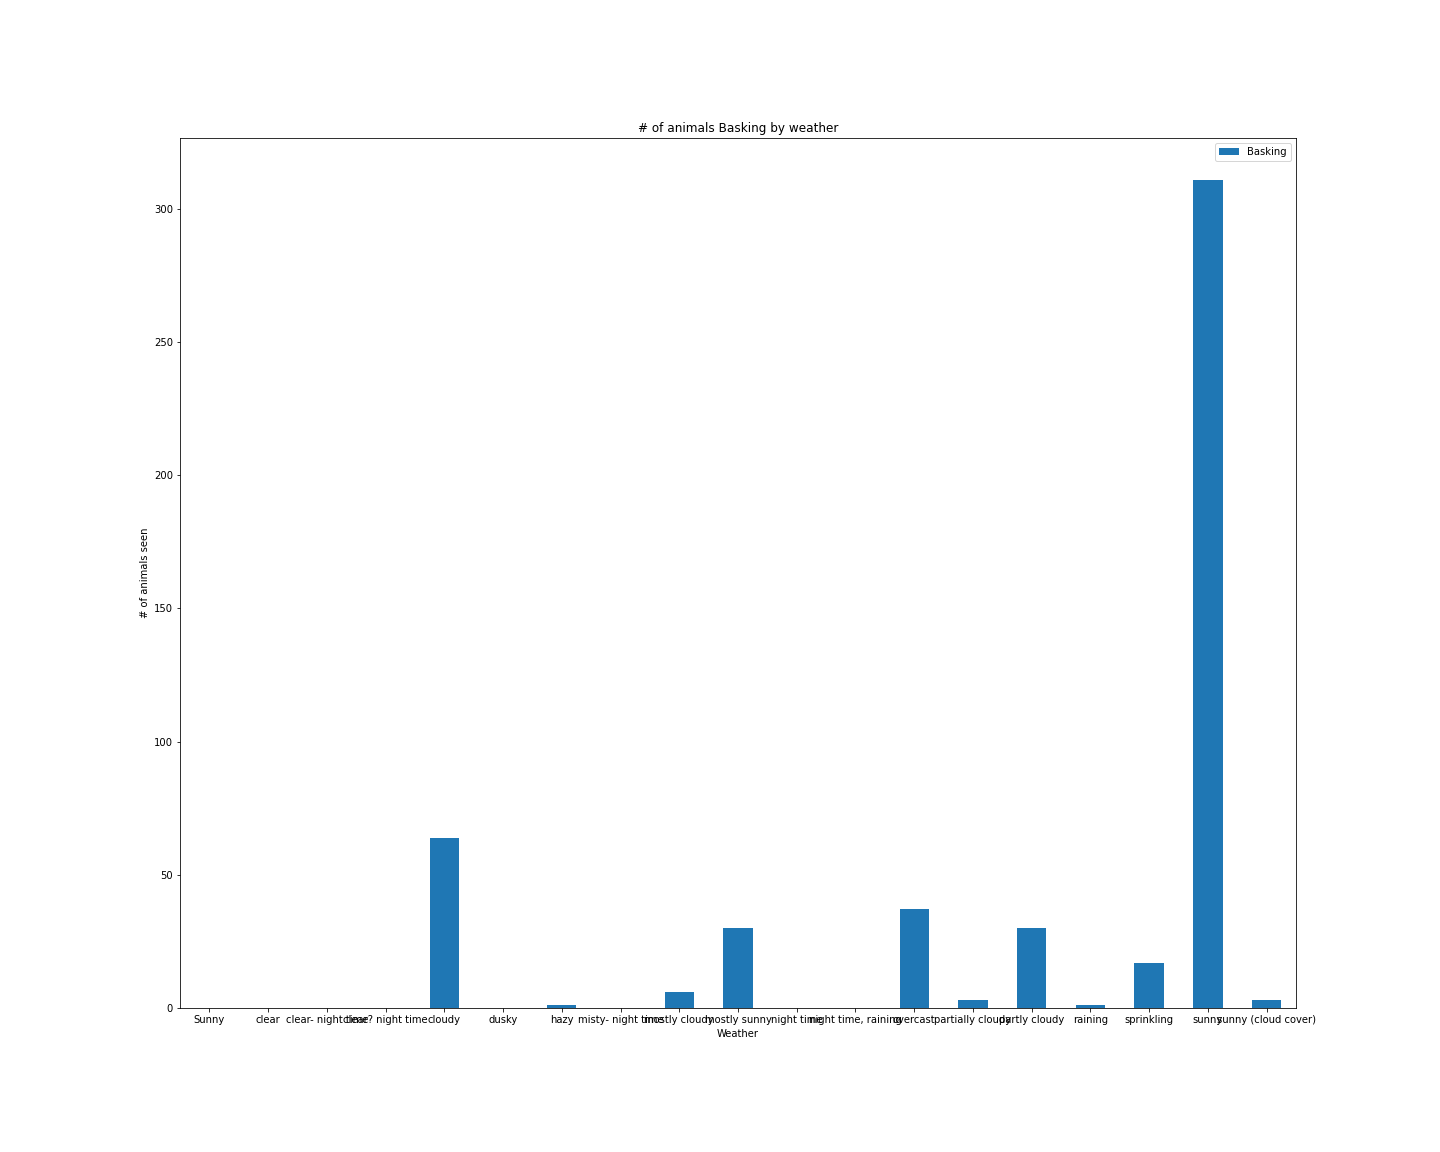 # of animals Basking by weather
Basking
300
250
200
150
100
50
0
# of animals seen
Sunny clear clear- nighttime clear? night time cloudy dusky hazy misty- night time mostly cloudy mostly sunny night time night time, raining overcast partially cloudy partly cloudy raining sprinkling sunny sunny (cloud cover)
Weather